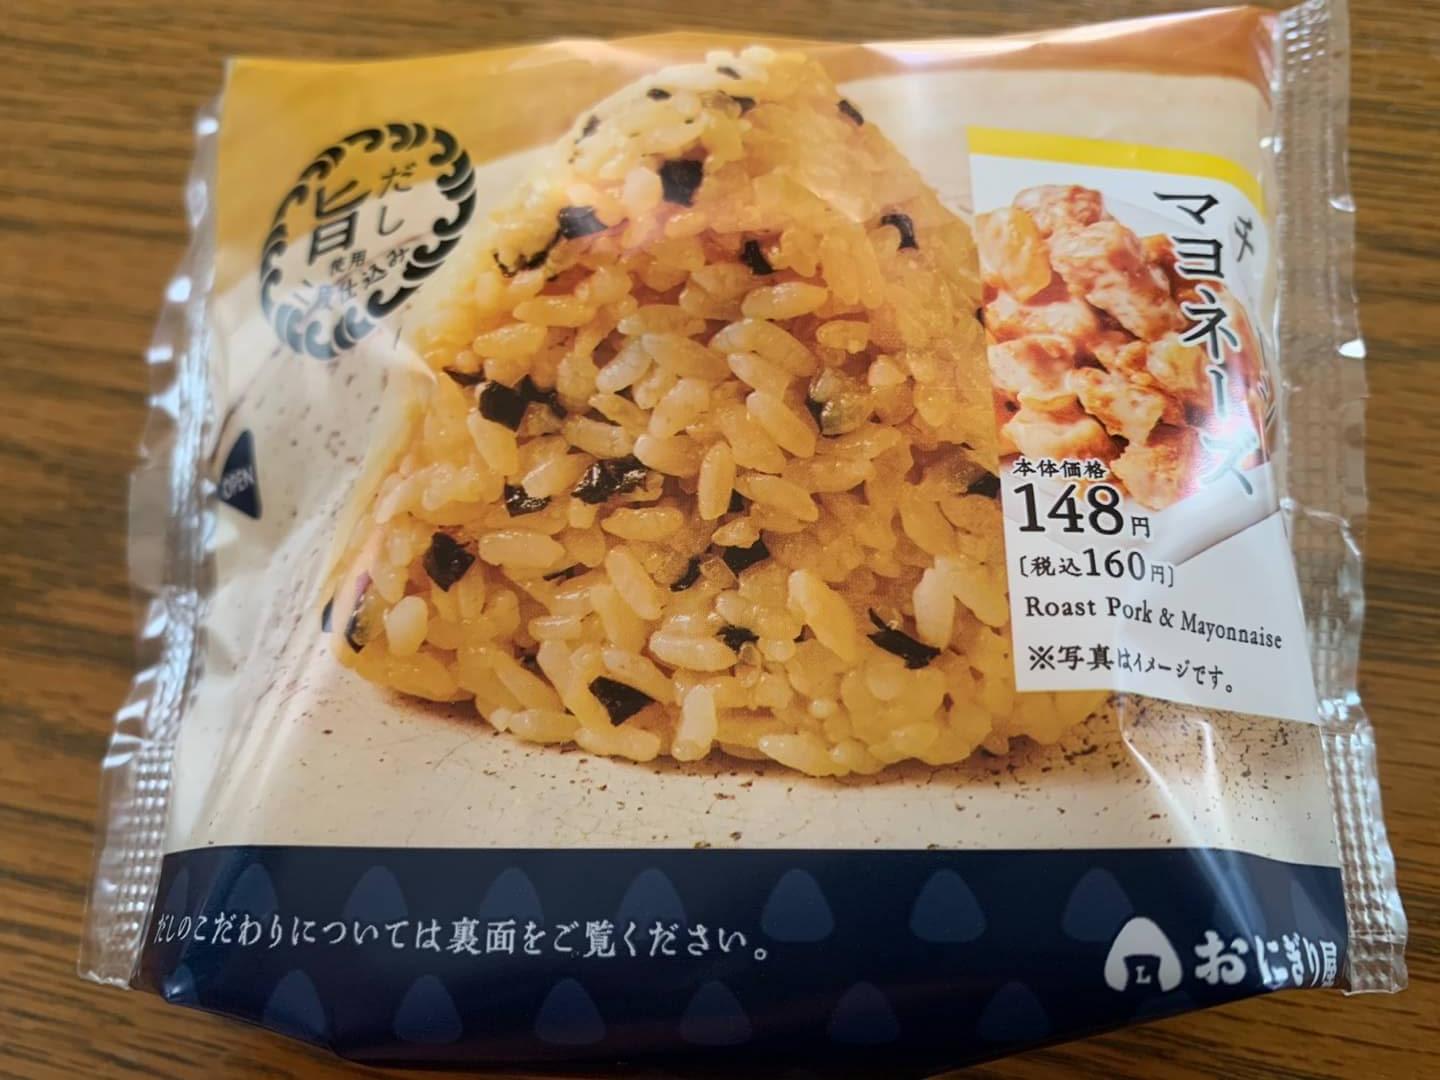 だし
旨
使用
炊仕込み
OPEN
マヨネーズ
チ
本体価格
148円
[税込160円]
Roast Pork & Mayonnaise
※写真はイメージです。
だしのこだわりについては裏面をご覧ください。
L
おにぎり屋